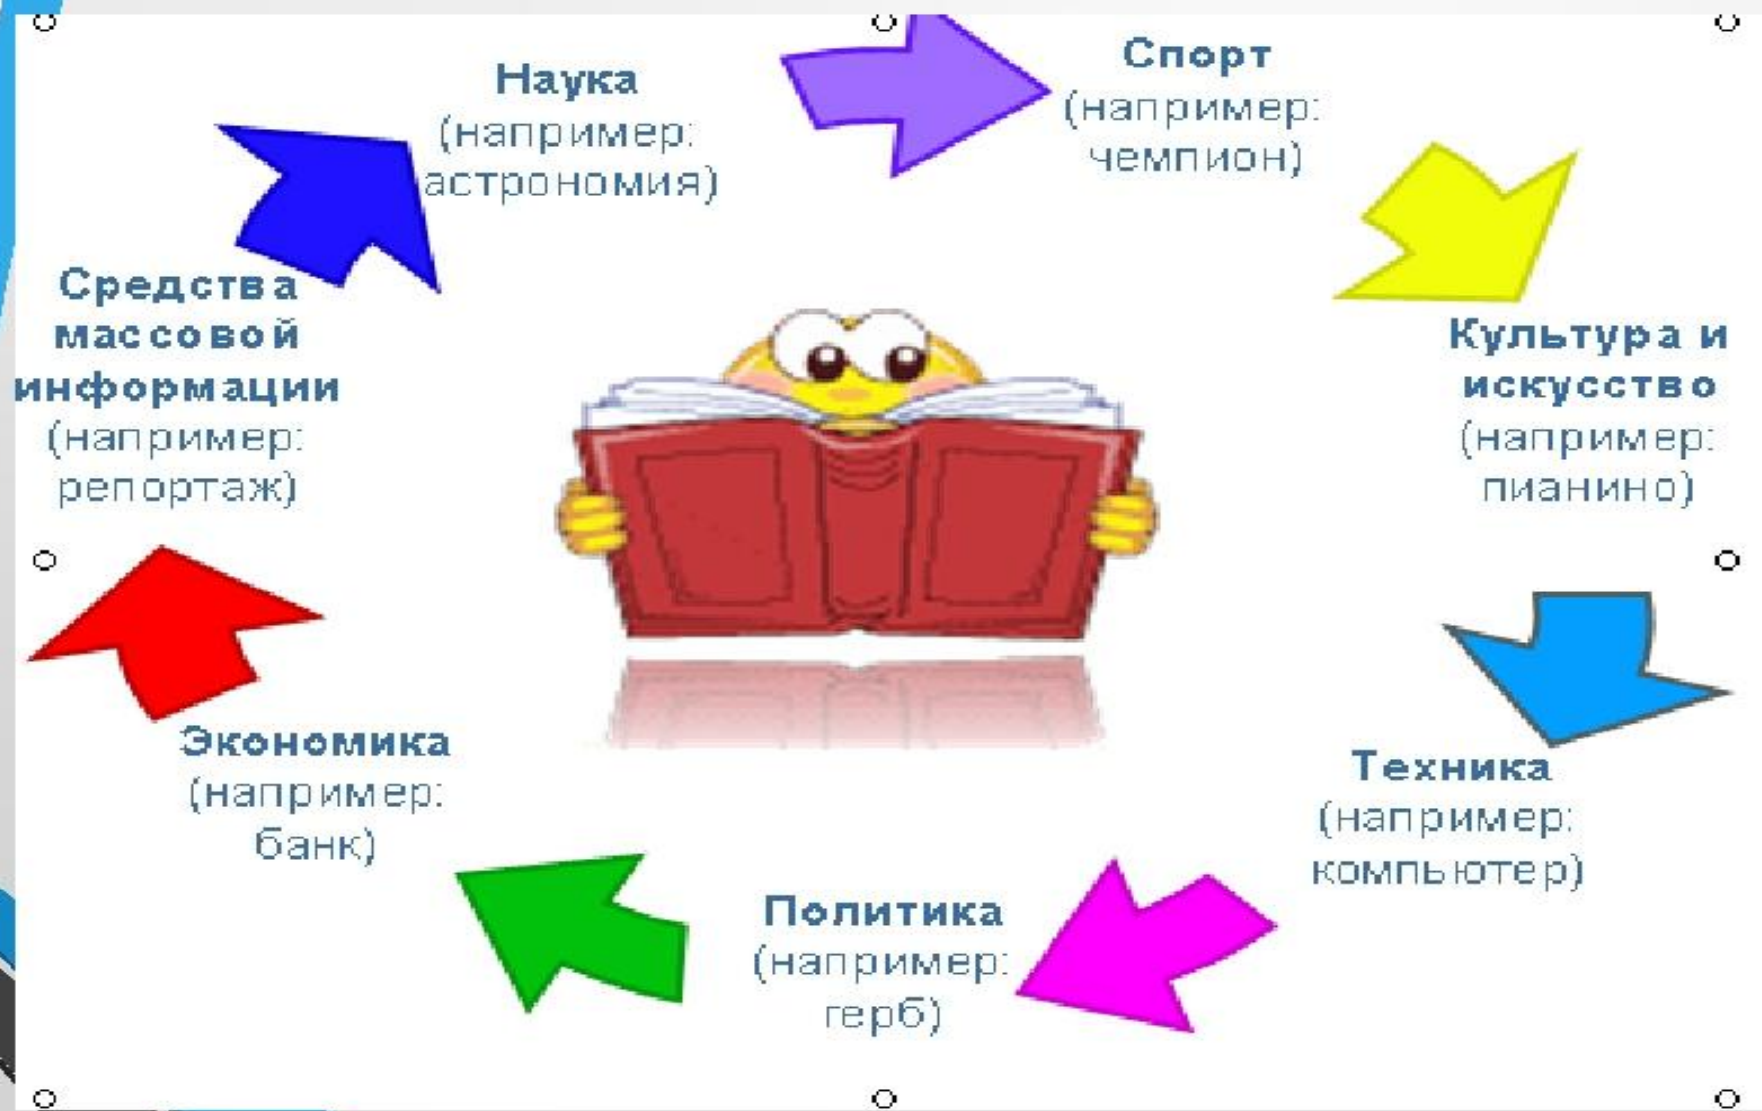 Наука
(например:
астрономия)
Спорт
(например:
чемпион)
Культура и
искусство
(например:
пианино)
Техника
(например:
компьютер)
Политика
(например:
герб)
Экономика
(например:
банк)
Средства
массовой
информации
(например:
репортаж)